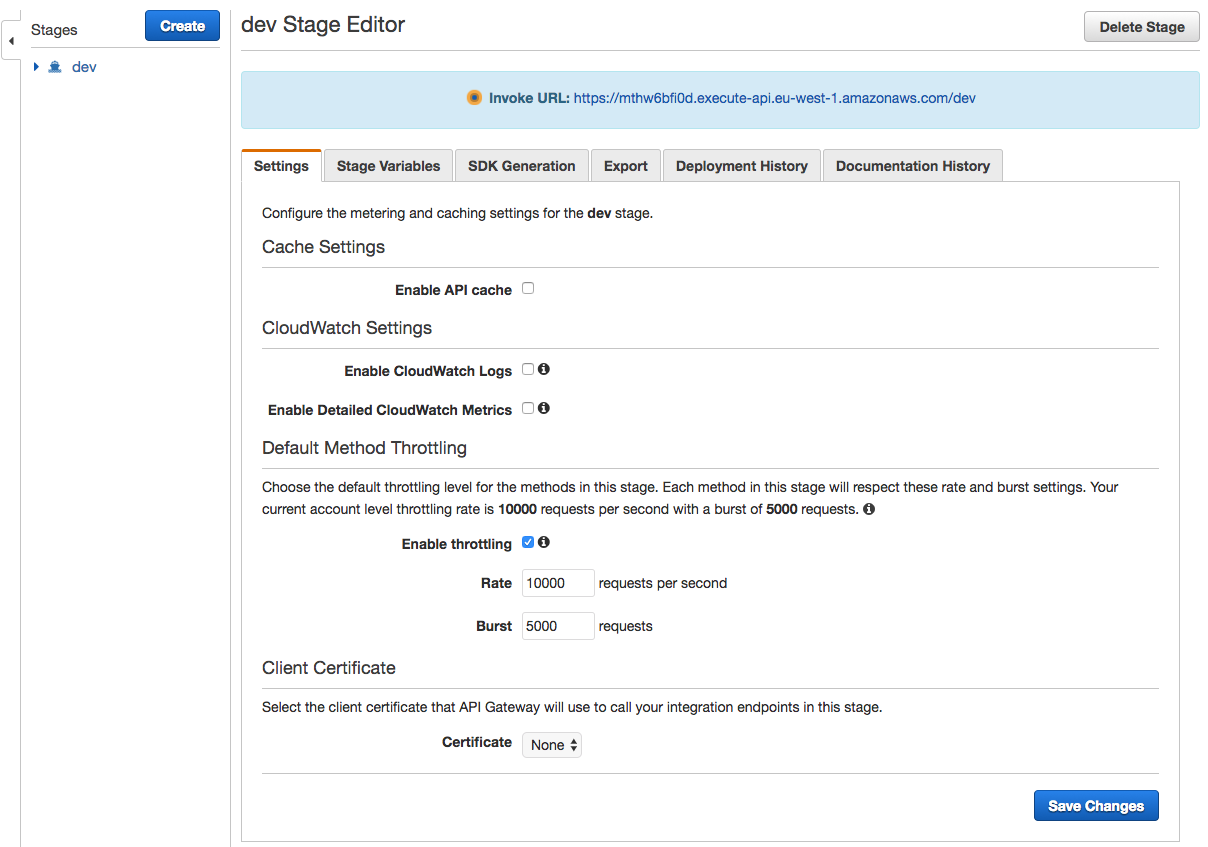 Stages
Create
dev
dev Stage Editor
Delete Stage
Invoke URL: https://mthw6bfi0d.execute-api.eu-west-1.amazonaws.com/dev
Settings
Stage Variables
SDK Generation
Export
Deployment History
Documentation History
Configure the metering and caching settings for the dev stage.
Cache Settings
Enable API cache
CloudWatch Settings
Enable CloudWatch Logs
Enable Detailed CloudWatch Metrics
Default Method Throttling
Choose the default throttling level for the methods in this stage. Each method in this stage will respect these rate and burst settings. Your
current account level throttling rate is 10000 requests per second with a burst of 5000 requests.
Enable throttling
Rate 10000 requests per second
Burst 5000 requests
Client Certificate
Select the client certificate that API Gateway will use to call your integration endpoints in this stage.
Certificate None
Save Changes